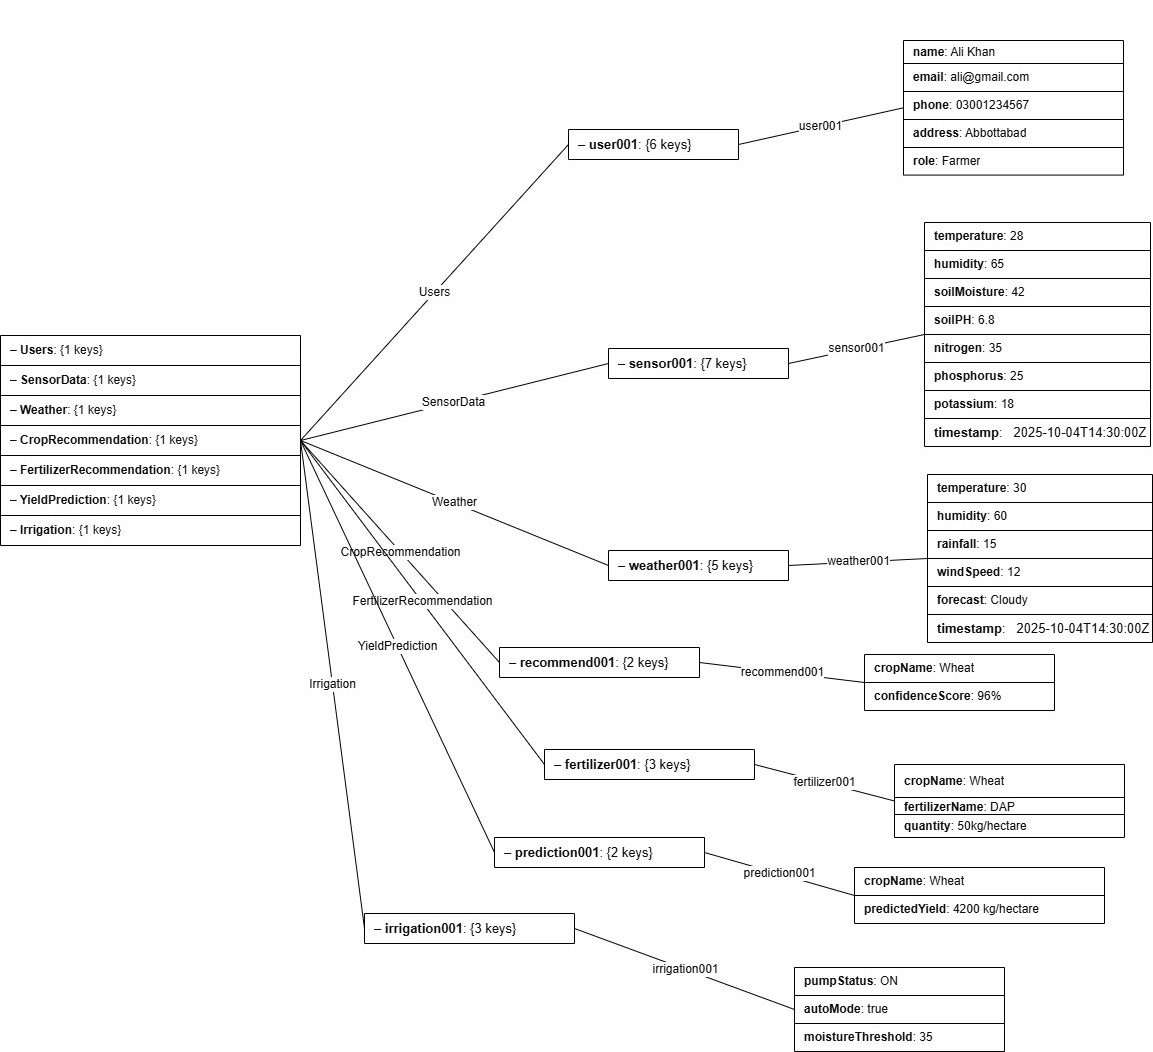 – Users: {1 keys}
– SensorData: {1 keys}
– Weather: {1 keys}
– CropRecommendation: {1 keys}
– FertilizerRecommendation: {1 keys}
– YieldPrediction: {1 keys}
– Irrigation: {1 keys}
Users
– user001: {6 keys}
user001
name: Ali Khan
email: ali@gmail.com
phone: 03001234567
address: Abbottabad
role: Farmer
SensorData
– sensor001: {7 keys}
sensor001
temperature: 28
humidity: 65
soilMoisture: 42
soilPH: 6.8
nitrogen: 35
phosphorus: 25
potassium: 18
timestamp: 2025-10-04T14:30:00Z
Weather
– weather001: {5 keys}
weather001
temperature: 30
humidity: 60
rainfall: 15
windSpeed: 12
forecast: Cloudy
timestamp: 2025-10-04T14:30:00Z
CropRecommendation
– recommend001: {2 keys}
recommend001
cropName: Wheat
confidenceScore: 96%
FertilizerRecommendation
– fertilizer001: {3 keys}
fertilizer001
cropName: Wheat
fertilizerName: DAP
quantity: 50kg/hectare
YieldPrediction
– prediction001: {2 keys}
prediction001
cropName: Wheat
predictedYield: 4200 kg/hectare
Irrigation
– irrigation001: {3 keys}
irrigation001
pumpStatus: ON
autoMode: true
moistureThreshold: 35